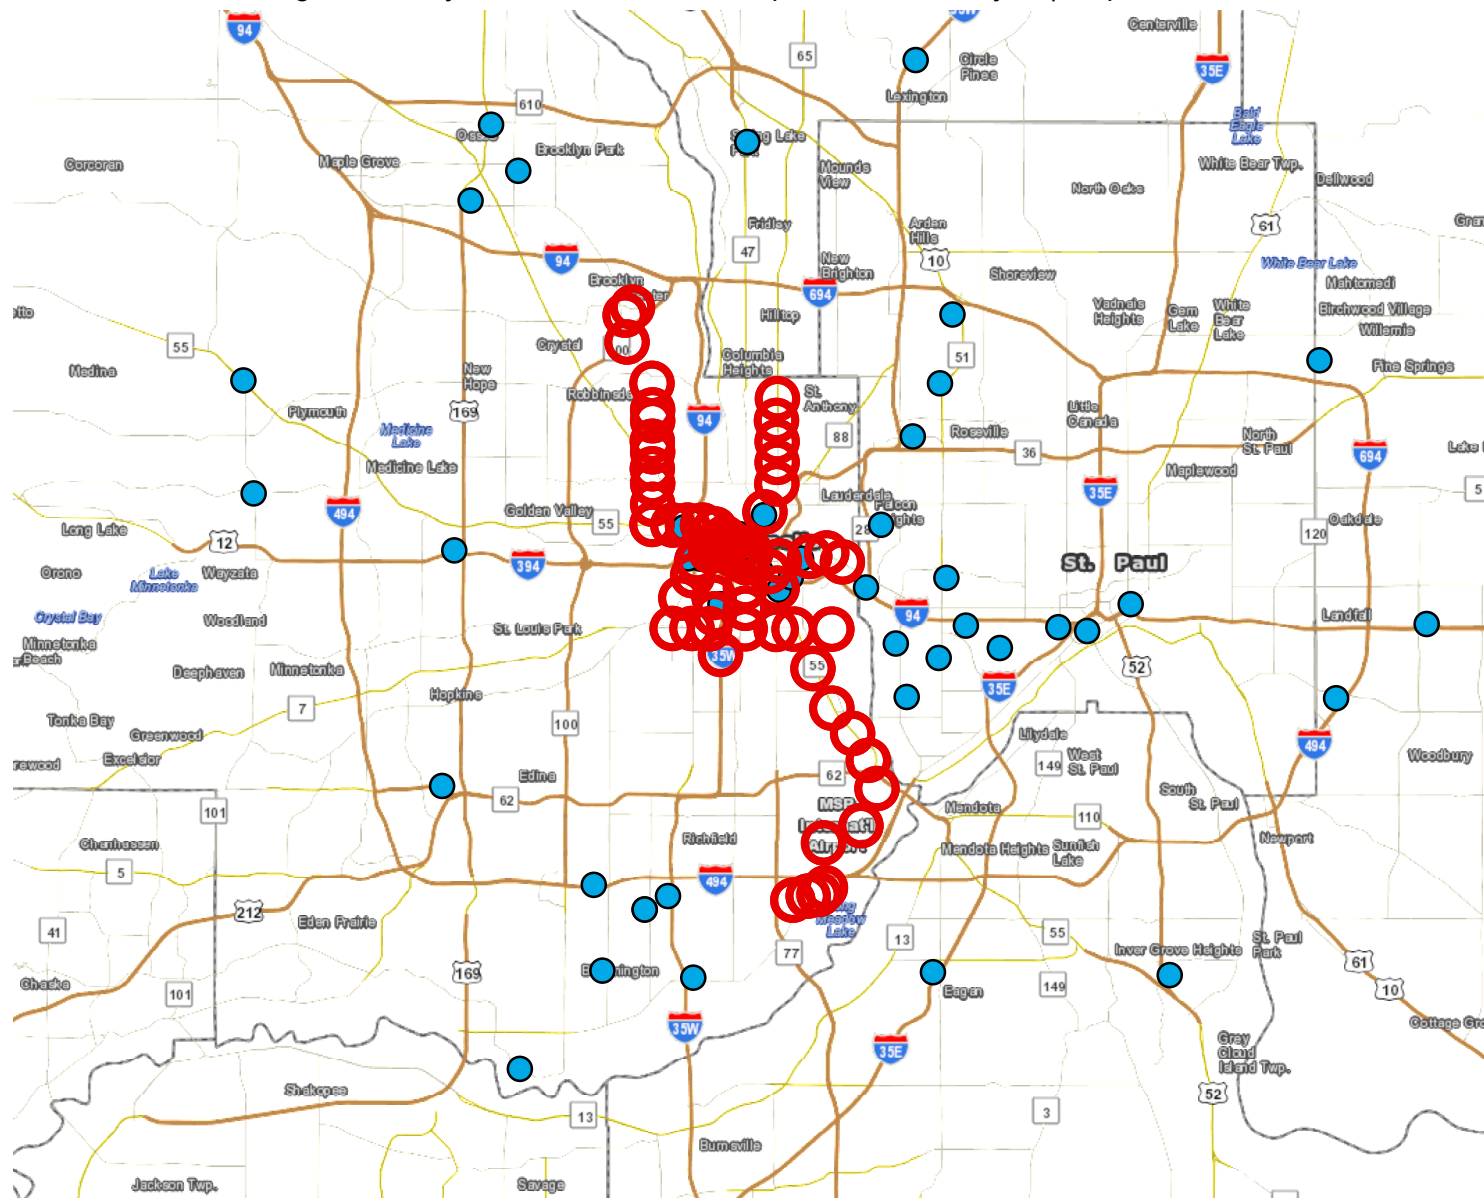 94
35W
Centerville
65
Circle
Pines
35E
Lexington
610
Bald
Eagle
Lake
Osseo
Brooklyn Park
Spring Lake
Park
Corcoran
Maple Grove
Mounds
View
White Bear Twp.
North Oaks
Dellwood
Fridley
61
Arden
Hills
47
94
10
New
Brighton
White Bear Lake
Shoreview
Brooklyn
694
Mahtomedi
Vadnais
Heights
Gem
Lake
White
Bear
Lake
Birchwood Village
Willernie
Hilltop
55
Crystal
51
Columbia
Heights
Medina
New
Hope
Pine Springs
Robbinsdale
St.
Anthony
Plymouth
169
94
Little
Canada
88
Medicine
Lake
Roseville
North
St. Paul
36
694
Medicine Lake
Maplewood
494
35E
Lauderdale
Falcon
Heights
Golden Valley
55
Long Lake
Oakdale
120
12
394
St. Paul
Orono
Lake
Minnetonka
Wayzata
Crystal Bay
Woodland
94
Landfall
St. Louis Park
Minnetonka
Beach
35W
Deephaven
Minnetonka
55
52
35E
Hopkins
7
Tonka Bay
100
Greenwood
Lilydale
494
Excelsior
149
West
St. Paul
Woodbury
Edina
62
62
South
St. Paul
101
MSP
Internat'l
Airport
Mendota
110
Richfield
Newport
Chanhassen
Mendota Heights
Sunfish
Lake
5
494
212
Eden Prairie
Long
Meadow
Lake
41
13
55
St. Paul
Park
Inver Grove Heights
77
61
169
Chaska
101
Eagan
149
10
Bloomington
35W
Cottage Gro
35E
Grey
Cloud
Island Twp.
Shakopee
52
13
3
Burnsville
Jackson Twp.
Savage